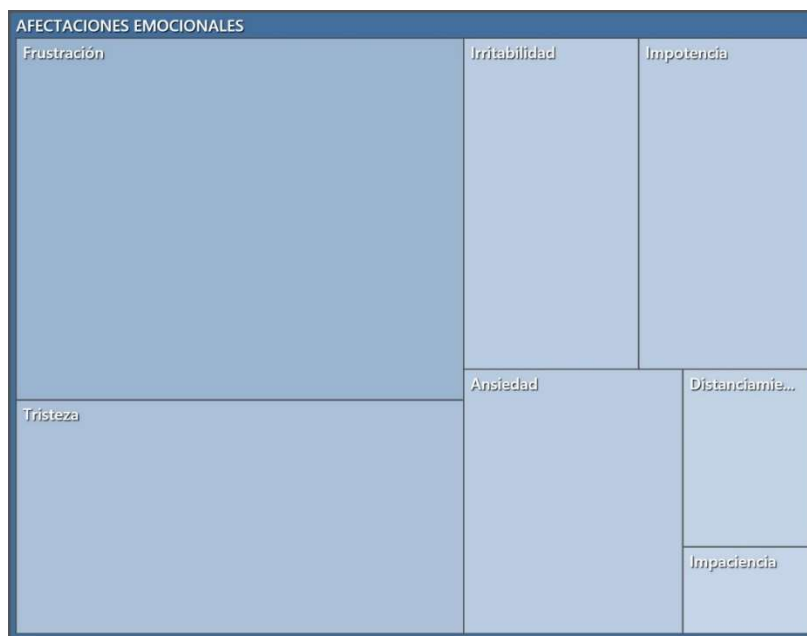 AFECTACIONES EMOCIONALES
Frustración
Irritabilidad
Impotencia
Tristeza
Ansiedad
Distanciamie...
Impaciencia